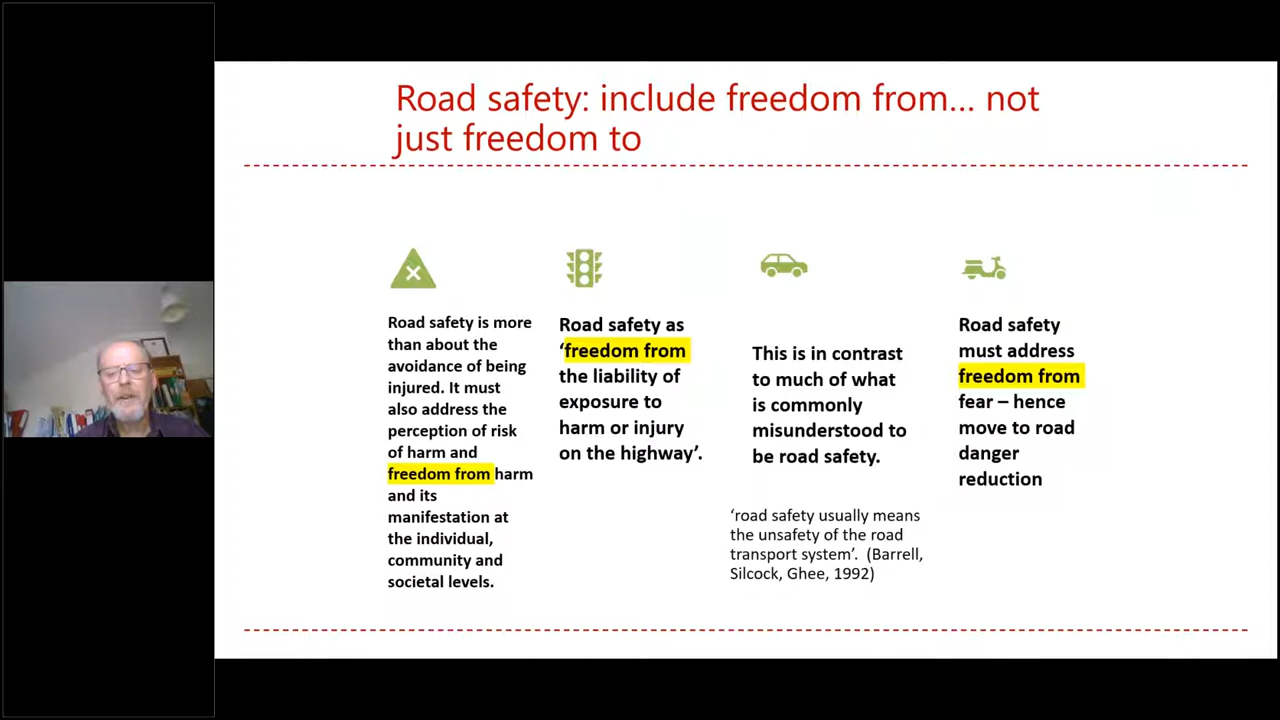 Road safety: include freedom from... not
just freedom to
Road safety is more
than about the
avoidance of being
injured. It must
also address the
perception of risk
of harm and
freedom from harm
and its
manifestation at
the individual,
community and
societal levels.
Road safety as
‘freedom from
the liability of
exposure to
harm or injury
on the highway’.
This is in contrast
to much of what
is commonly
misunderstood to
be road safety.
‘road safety usually means
the unsafety of the road
transport system’. (Barrell,
Silcock, Ghee, 1992)
Road safety
must address
freedom from
fear – hence
move to road
danger
reduction